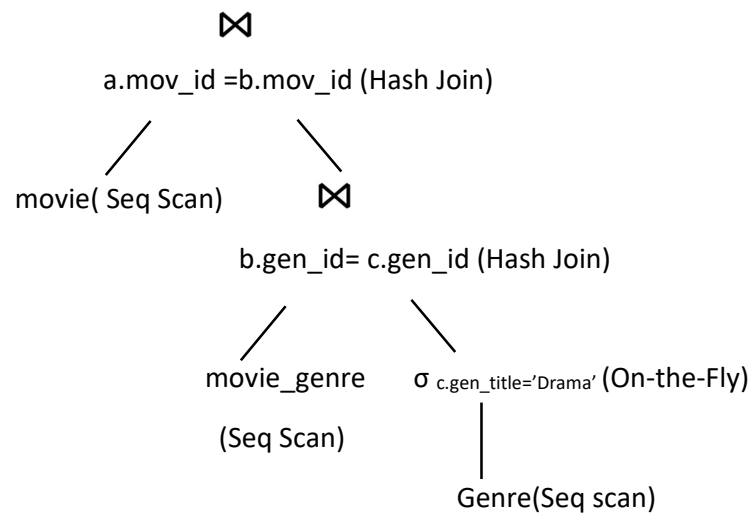 ⋈
a.mov_id =b.mov_id (Hash Join)
movie( Seq Scan)
⋈
b.gen_id= c.gen_id (Hash Join)
movie_genre
σ c.gen_title=’Drama’ (On-the-Fly)
(Seq Scan)
Genre(Seq scan)